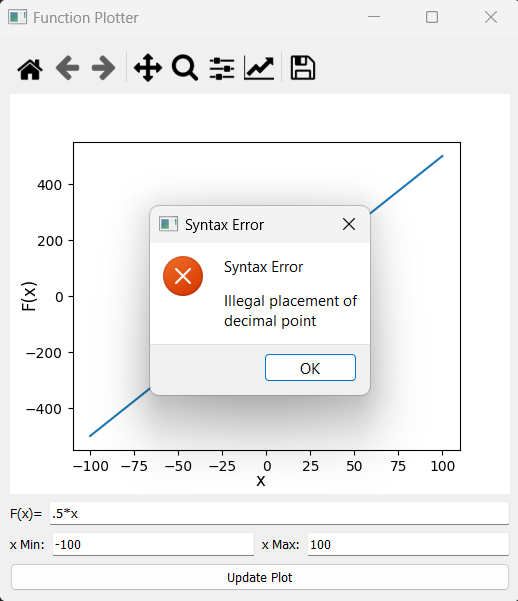 Function Plotter
400
200
0
−200
−400
F(x)
−100
−75
−50
−25
0
25
50
75
100
x
Syntax Error
Syntax Error
Illegal placement of
decimal point
OK
F(x)= .5*x
x Min: -100 x Max: 100
Update Plot